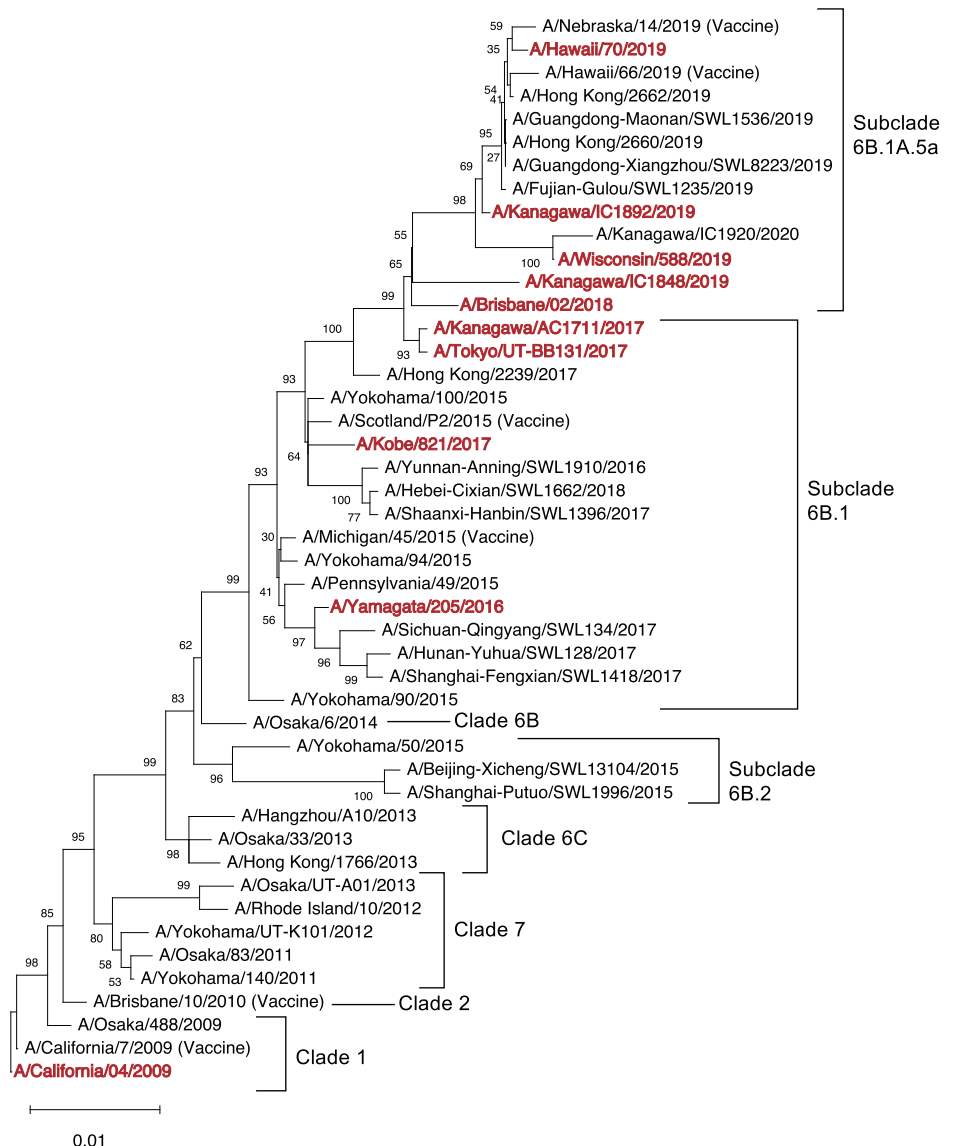 59
A/Nebraska/14/2019 (Vaccine)
35
A/Hawaii/70/2019
A/Hawaii/66/2019 (Vaccine)
54
41
A/Hong Kong/2662/2019
A/Guangdong-Maonan/SWL1536/2019
Subclade
6B.1A.5a
95
A/Hong Kong/2660/2019
27
A/Guangdong-Xiangzhou/SWL8223/2019
69
A/Fujian-Gulou/SWL1235/2019
98
A/Kanagawa/IC1892/2019
55
A/Kanagawa/IC1920/2020
100
A/Wisconsin/588/2019
65
A/Kanagawa/IC1848/2019
99
A/Brisbane/02/2018
100
A/Kanagawa/AC1711/2017
93
A/Tokyo/UT-BB131/2017
A/Hong Kong/2239/2017
93
A/Yokohama/100/2015
A/Scotland/P2/2015 (Vaccine)
A/Kobe/821/2017
64
A/Yunnan-Anning/SWL1910/2016
93
100
A/Hebei-Cixian/SWL1662/2018
Subclade
6B.1
77
A/Shaanxi-Hanbin/SWL1396/2017
30
A/Michigan/45/2015 (Vaccine)
A/Yokohama/94/2015
99
41
A/Pennsylvania/49/2015
56
A/Yamagata/205/2016
97
A/Sichuan-Qingyang/SWL134/2017
62
96
A/Hunan-Yuhua/SWL128/2017
99
A/Shanghai-Fengxian/SWL1418/2017
83
A/Yokohama/90/2015
A/Osaka/6/2014
Clade 6B
A/Yokohama/50/2015
99
96
A/Beijing-Xicheng/SWL13104/2015
Subclade
6B.2
100
A/Shanghai-Putuo/SWL1996/2015
A/Hangzhou/A10/2013
95
A/Osaka/33/2013
Clade 6C
98
A/Hong Kong/1766/2013
99
A/Osaka/UT-A01/2013
85
A/Rhode Island/10/2012
80
A/Yokohama/UT-K101/2012
Clade 7
98
58
A/Osaka/83/2011
53
A/Yokohama/140/2011
A/Brisbane/10/2010 (Vaccine)
Clade 2
A/Osaka/488/2009
A/California/7/2009 (Vaccine)
Clade 1
A/California/04/2009
0.01